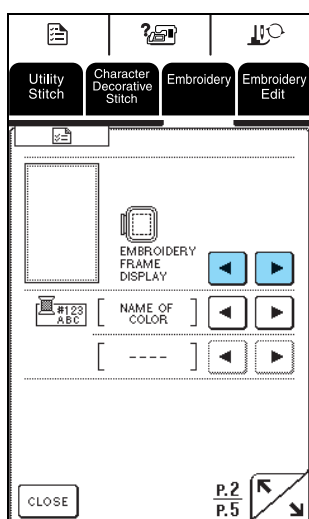 Utility
Stitch
Character
Decorative
Stitch
Embroidery
Embroidery
Edit
EMBROIDERY
FRAME
DISPLAY
#123
ABC
[ NAME OF
COLOR ]
[ ---- ]
CLOSE
P.2
P.5